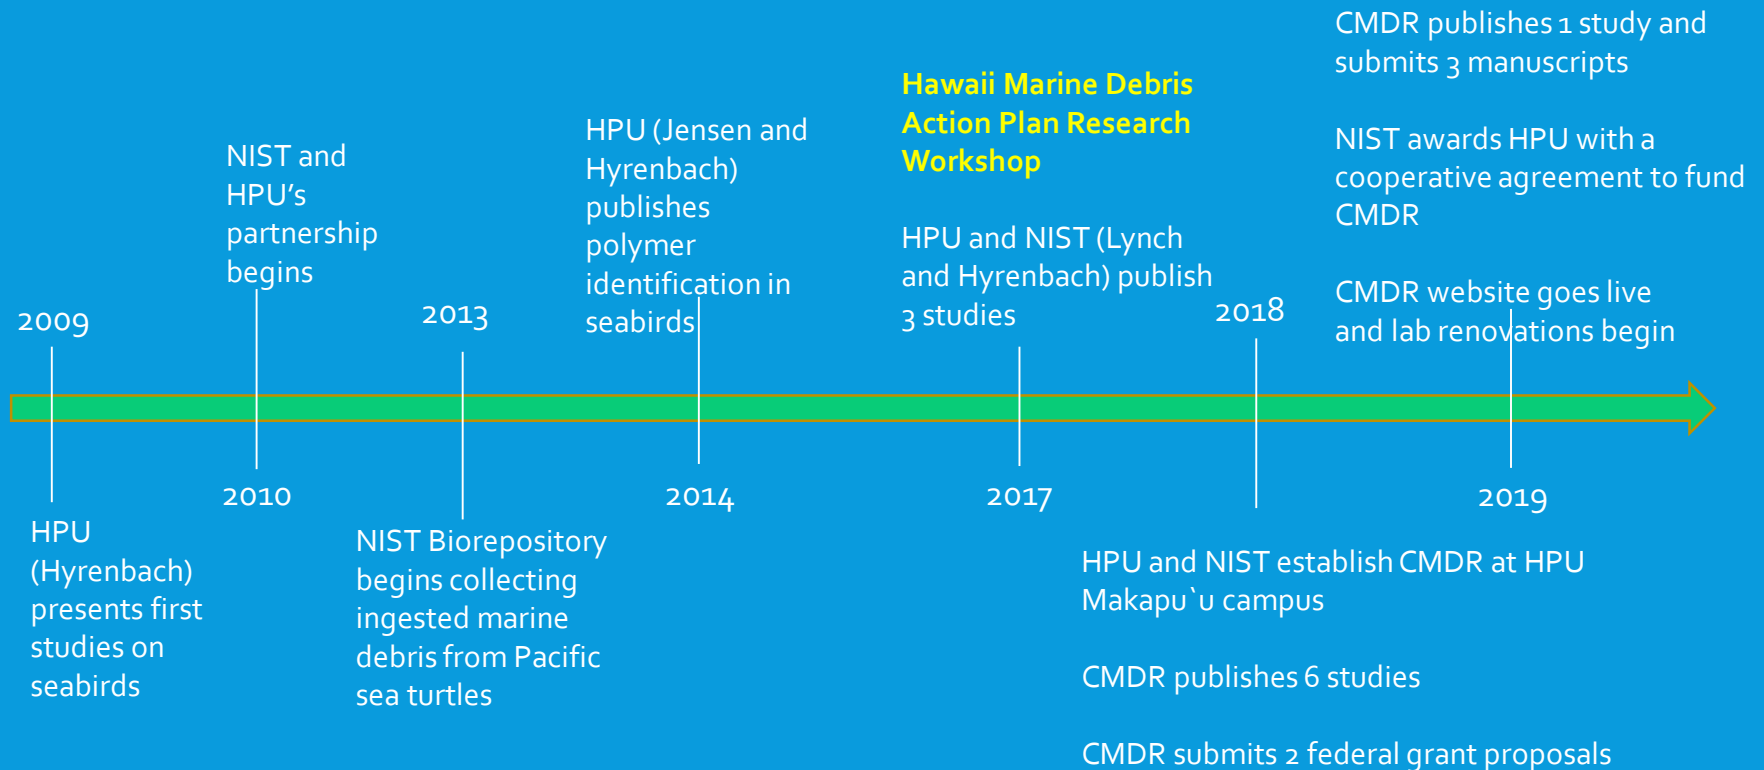 2009
HPU
(Hyrenbach)
presents first
studies on
seabirds
NIST and
HPU's
partnership
begins
2010
2013
NIST Biorepository
begins collecting
ingested marine
debris from Pacific
sea turtles
HPU (Jensen and
Hyrenbach)
publishes
polymer
identification in
seabirds
2014
Hawaii Marine Debris
Action Plan Research
Workshop
HPU and NIST (Lynch
and Hyrenbach) publish
3 studies
2017
2018
HPU and NIST establish CMDR at HPU
Makapu`u campus
CMDR publishes 6 studies
CMDR submits 2 federal grant proposals
CMDR publishes 1 study and
submits 3 manuscripts
NIST awards HPU with a
cooperative agreement to fund
CMDR
CMDR website goes live
and lab renovations begin
2019